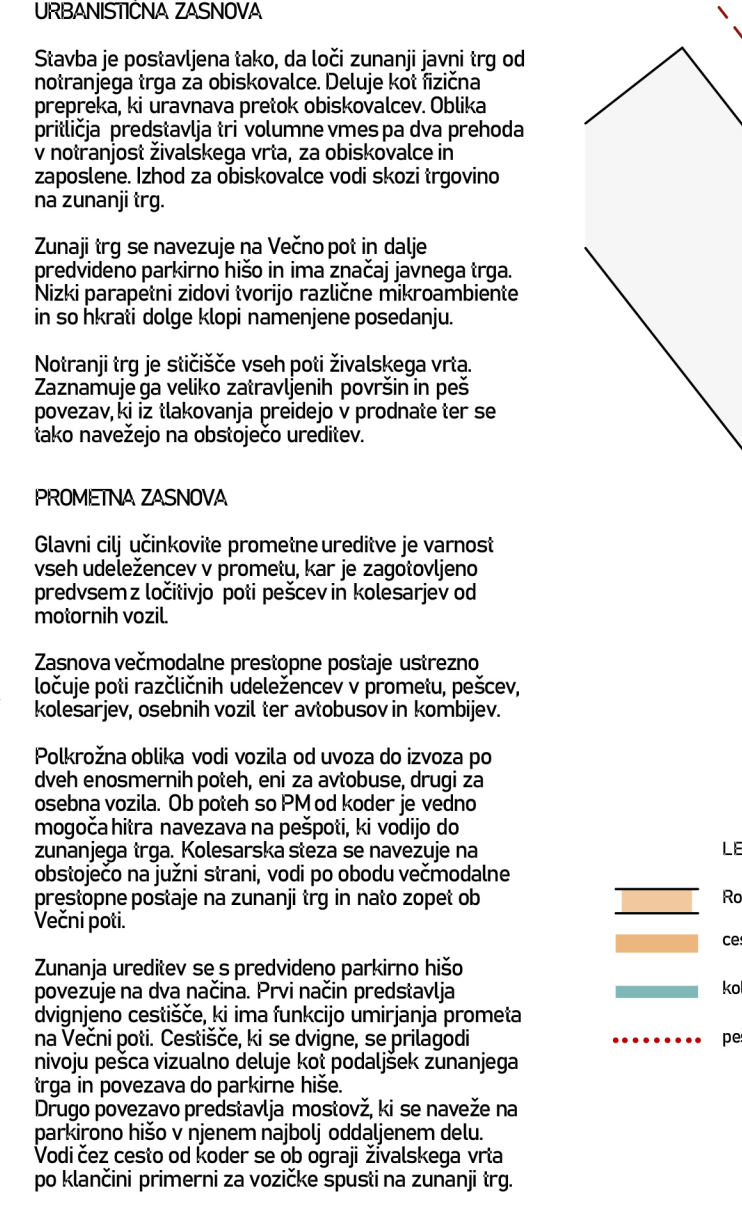 URBANISTIČNA ZASNOVA
Stavba je postavljena tako, da loči zunanji javni trg od
notranjega trga za obiskovalce. Deluje kot fizična
prepreka, ki uravnava pretok obiskovalcev. Oblika
pritličja predstavlja tri volumne vmes pa dva prehoda
v notranjost živalskega vrta, za obiskovalce in
zaposlene. Izhod za obiskovalce vodi skozi trgovino
na zunanji trg.
Zunaji trg se navezuje na Večno pot in dalje
predvideno parkirno hišo in ima značaj javnega trga.
Nizki parapetni zidovi tvorijo različne mikroambiente
in so hkrati dolge klopi namenjene posedanju.
Notranji trg je stičišče vseh poti živalskega vrta.
Zaznamuje ga veliko zatravljenih površin in peš
povezav, ki iz tlakovanja preidejo v prodnate ter se
tako navežejo na obstoječo ureditev.
PROMETNA ZASNOVA
Glavni cilj učinkovite prometne ureditve je varnost
vseh udeležencev v prometu, kar je zagotovljeno
predvsem z ločitivjo poti pešcev in kolesarjev od
motornih vozil.
Zasnova večmodalne prestopne postaje ustrezno
ločuje poti razčličnih udeležencev v prometu, pešcev,
kolesarjev, osebnih vozil ter avtobusov in kombijev.
Polkrožna oblika vodi vozila od uvoza do izvoza po
dveh enosmernih poteh, eni za avtobuse, drugi za
osebna vozila. Ob poteh so PM od koder je vedno
mogoča hitra navezava na pešpoti, ki vodijo do
zunanjega trga. Kolesarska steza se navezuje na
obstoječo na južni strani, vodi po obodu večmodalne
prestopne postaje na zunanji trg in nato zopet ob
Večni poti.
Zunanja ureditev se s predvideno parkirno hišo
povezuje na dva načina. Prvi način predstavlja
dvignjeno cestišče, ki ima funkcijo umirjanja prometa
na Večni poti. Cestišče, ki se dvigne, se prilagodi
nivoju pešca vizualno deluje kot podaljšek zunanjega
trga in povezava do parkirne hiše.
Drugo povezavo predstavlja mostovž, ki se naveže na
parkirono hišo v njenem najbolj oddaljenem delu.
Vodi čez cesto od koder se ob ograji živalskega vrta
po klančini primerni za vozičke spusti na zunanji trg.
LE
Ro
ces
kol
pes